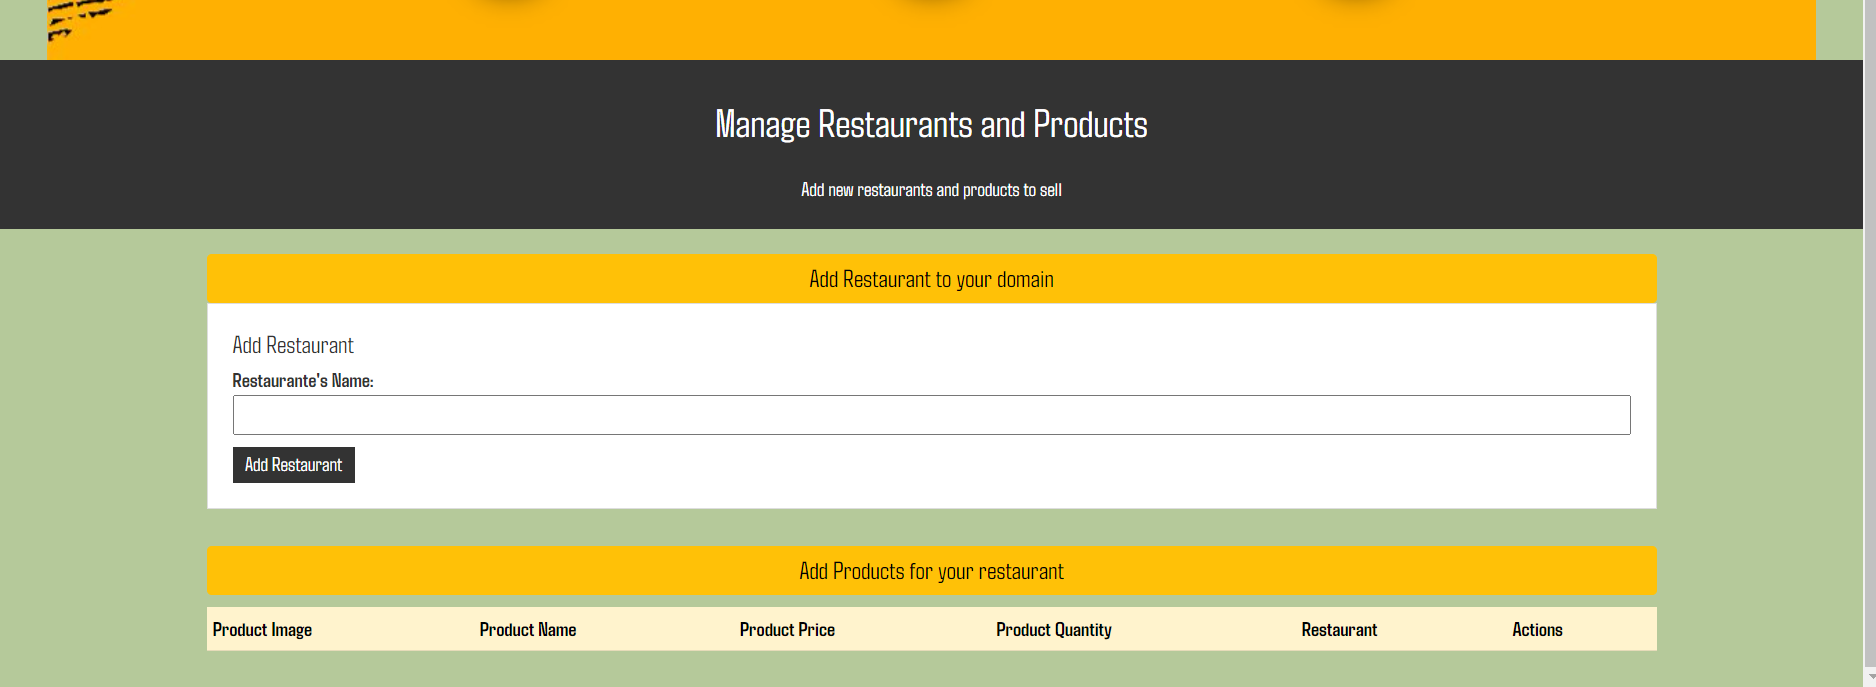 Manage Restaurants and Products
Add new restaurants and products to sell
Add Restaurant to your domain
Add Restaurant
Restaurante's Name:
Add Restaurant
Add Products for your restaurant
Product Image Product Name Product Price Product Quantity Restaurant Actions